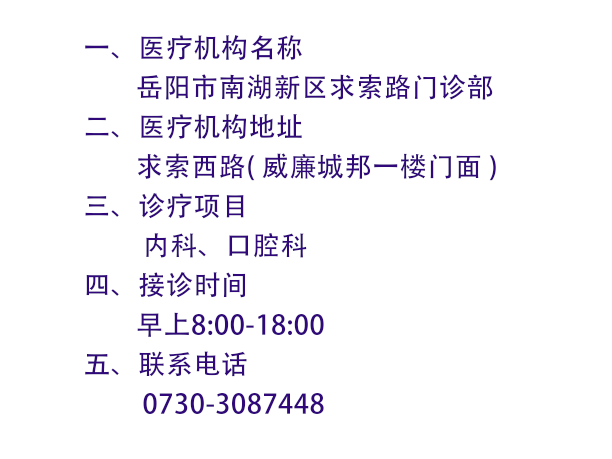 一、医疗机构名称
岳阳市南湖新区求索路门诊部
二、医疗机构地址
求索西路( 威廉城邦一楼门面 )
三、诊疗项目
内科、口腔科
四、接诊时间
早上8:00-18:00
五、联系电话
0730-3087448